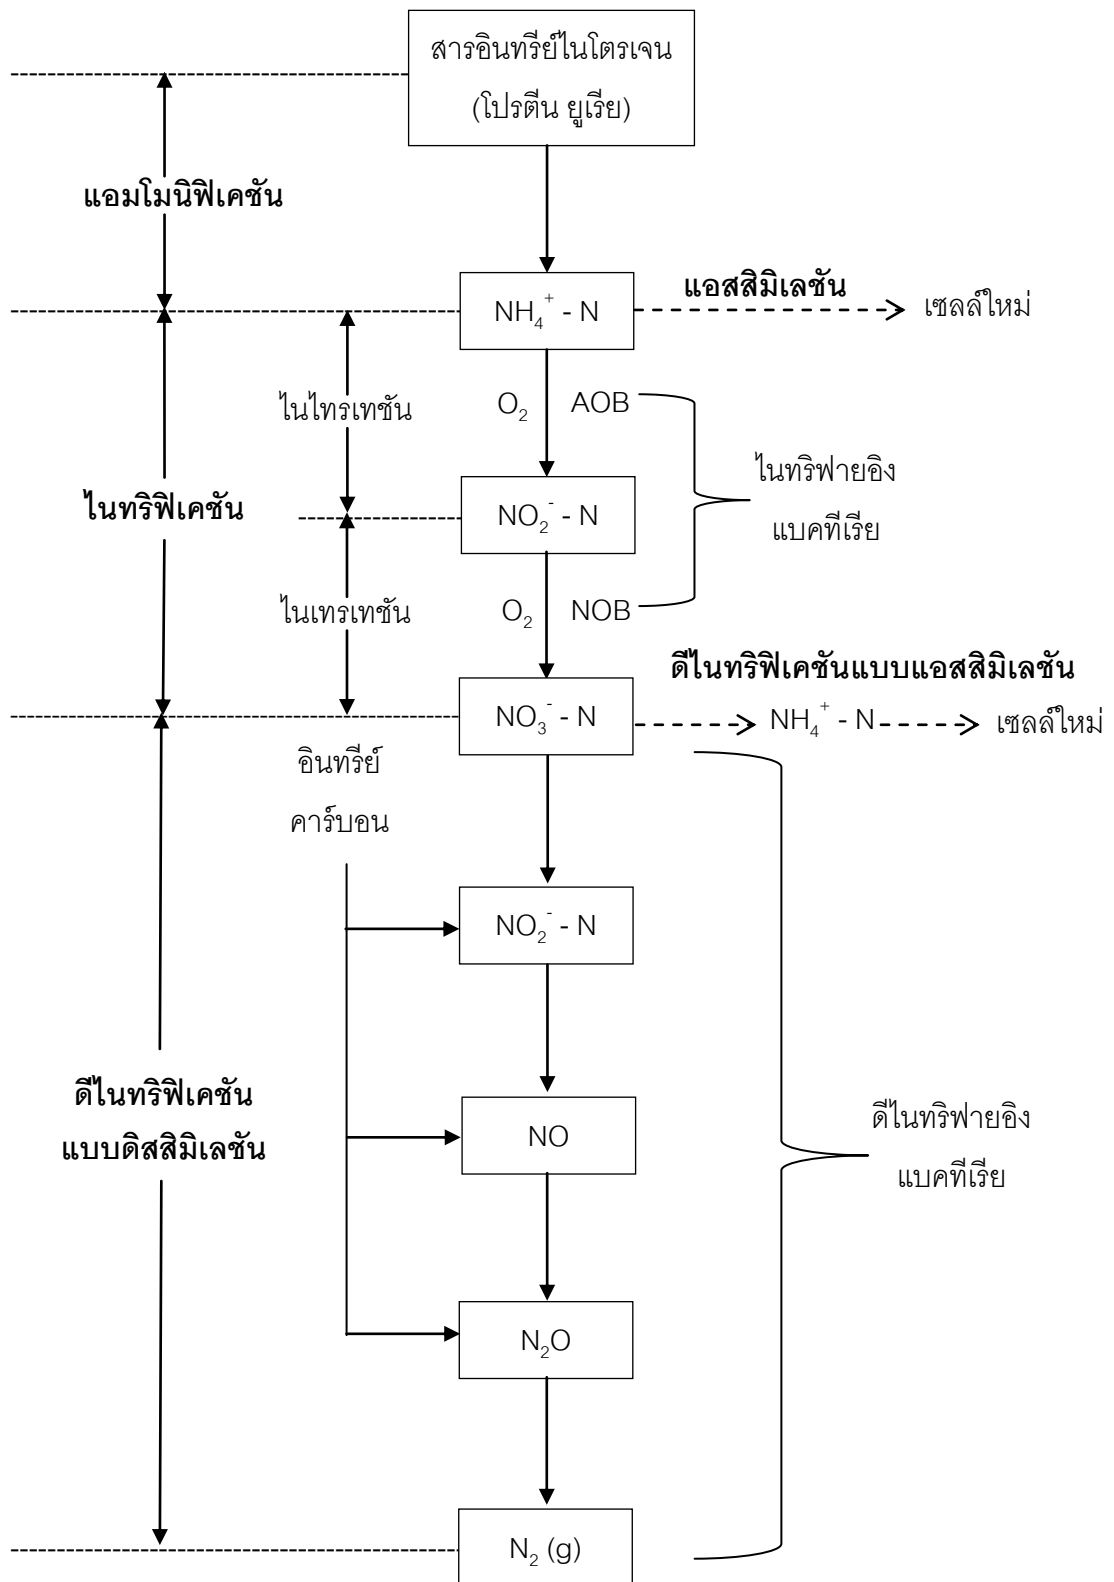 สารอินทรีย์ไนโตรเจน
(โปรตีน ยูเรีย)
แอมโมนิฟิเคชัน
NH₄⁺ - N
แอสสิมิเลชัน
เซลล์ใหม่
ไนไทรเทชัน
O₂
AOB
ไนทริฟิเคชัน
NO₂⁻ - N
ไนทริฟายอิง
แบคทีเรีย
ไนเทรเทชัน
O₂
NOB
ดีไนทริฟิเคชันแบบแอสสิมิเลชัน
NO₃⁻ - N
NH₄⁺ - N
เซลล์ใหม่
อินทรีย์
คาร์บอน
NO₂⁻ - N
ดีไนทริฟิเคชัน
แบบดิสสิมิเลชัน
NO
ดีไนทริฟายอิง
แบคทีเรีย
N₂O
N₂ (g)